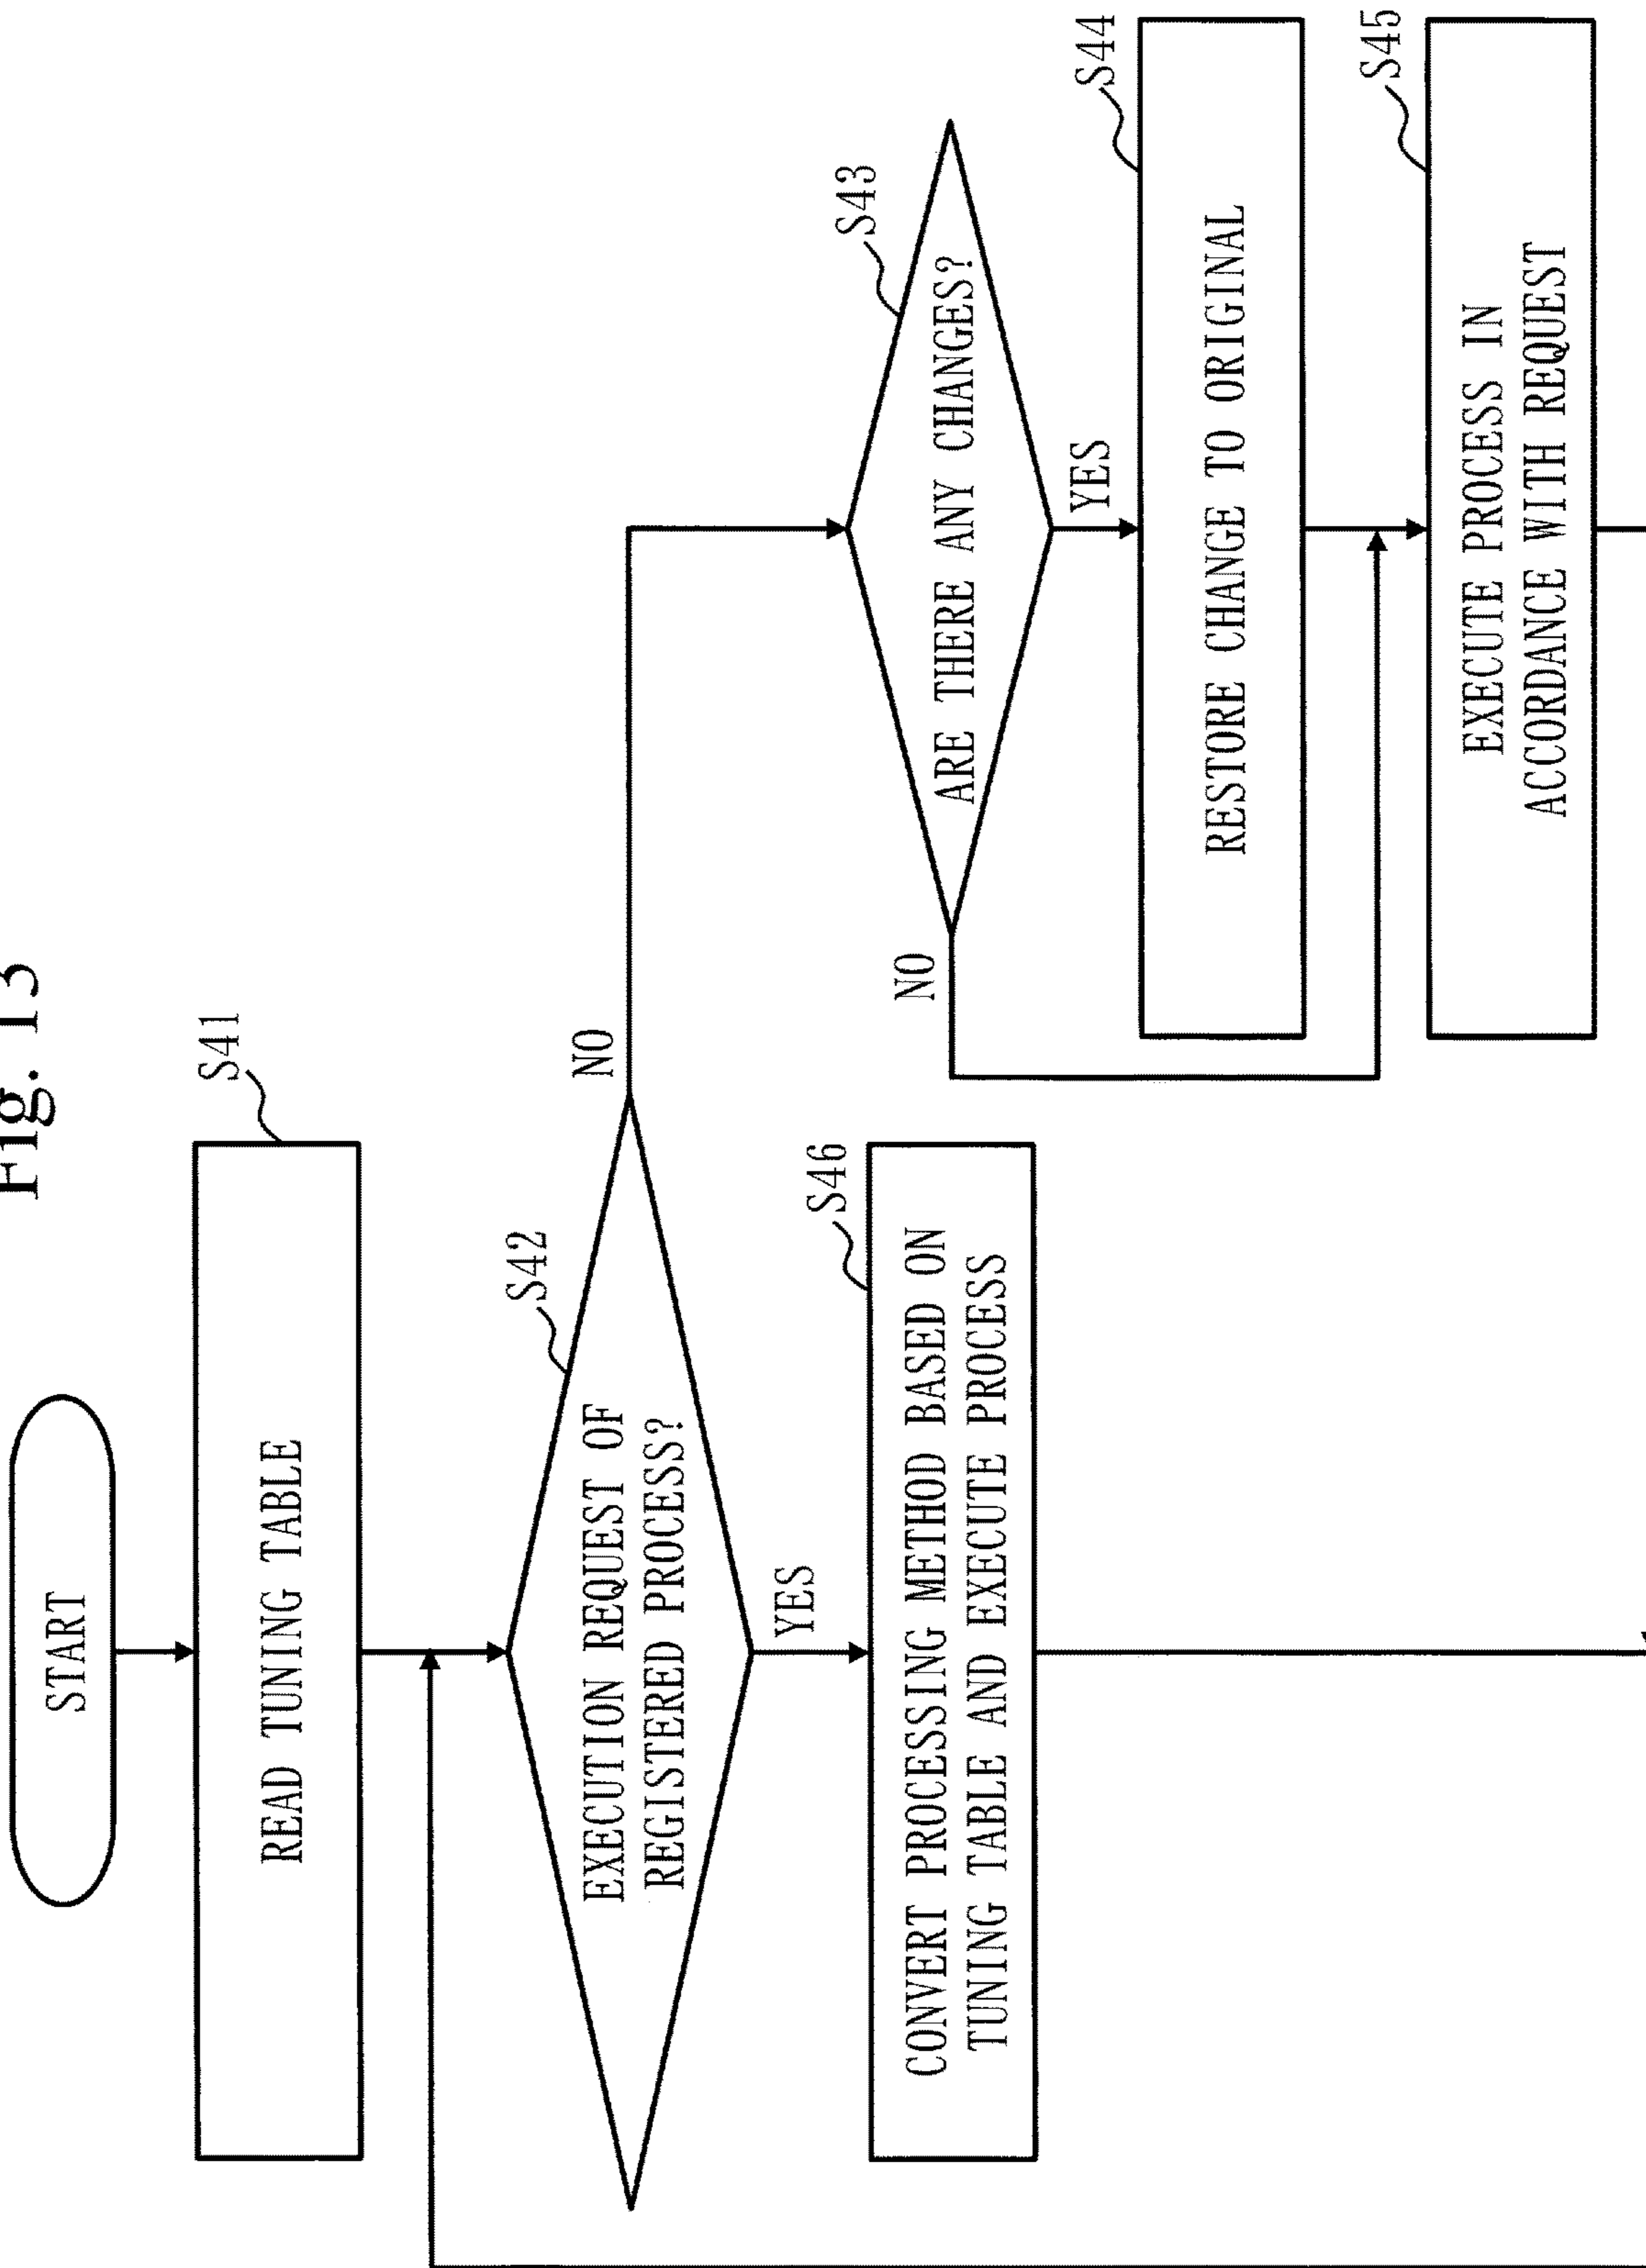 Fig. 13
START
S41
READ TUNING TABLE
S42
EXECUTION REQUEST OF
REGISTERED PROCESS?
NO
YES
S46
CONVERT PROCESSING METHOD BASED ON
TUNING TABLE AND EXECUTE PROCESS
S43
ARE THERE ANY CHANGES?
NO
YES
S44
RESTORE CHANGE TO ORIGINAL
S45
EXECUTE PROCESS IN
ACCORDANCE WITH REQUEST